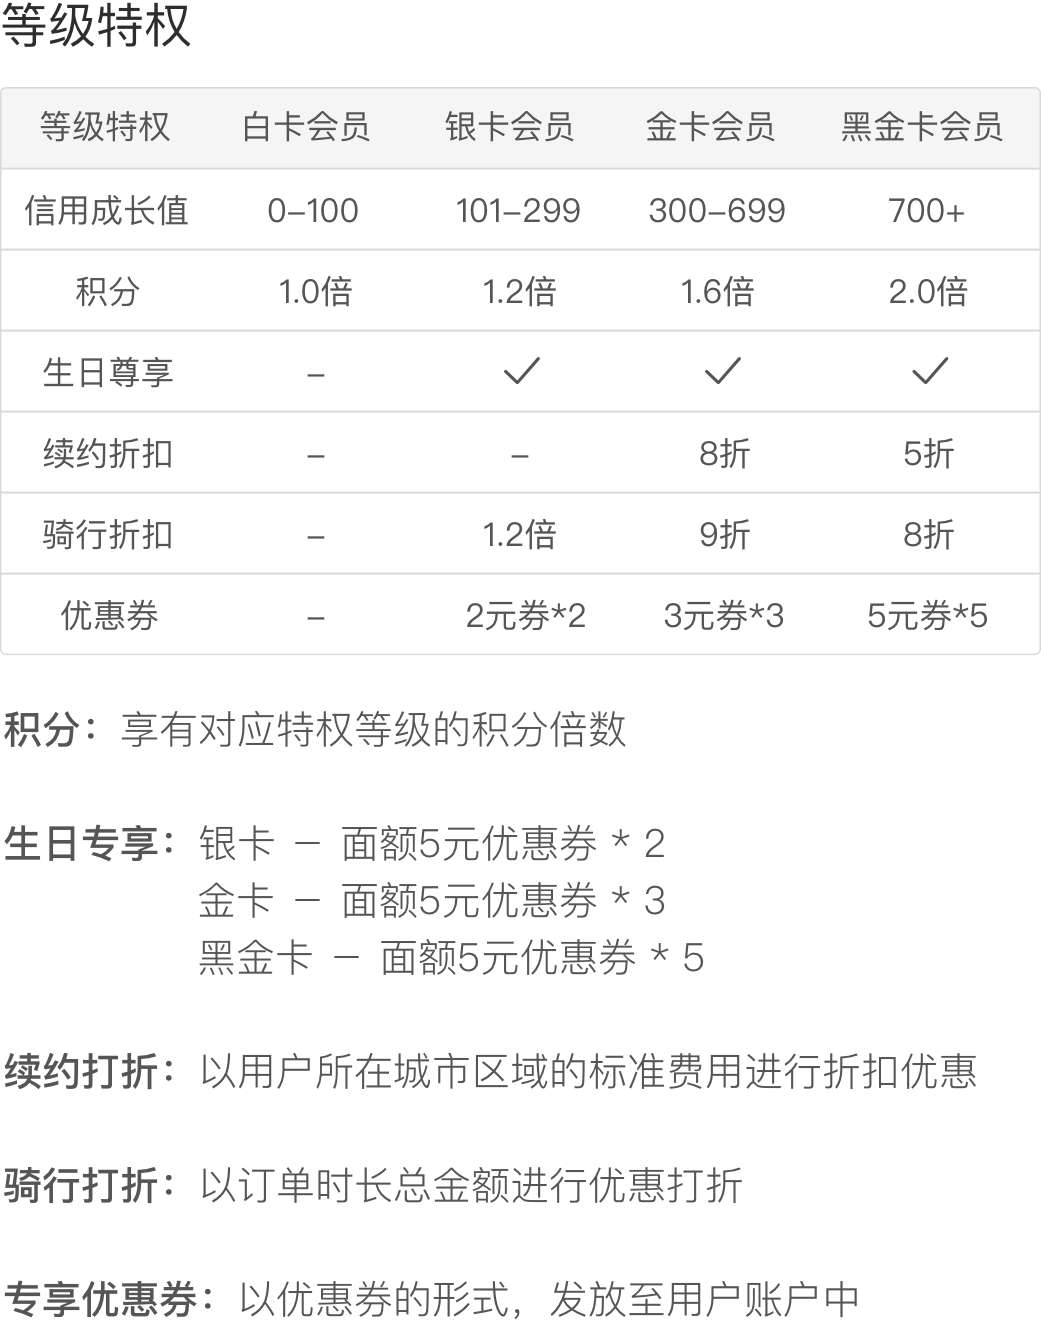 等级特权
等级特权 白卡会员 银卡会员 金卡会员 黑金卡会员
信用成长值 0–100 101–299 300–699 700+
积分 1.0倍 1.2倍 1.6倍 2.0倍
生日尊享 – ✓ ✓ ✓
续约折扣 – – 8折 5折
骑行折扣 – 1.2倍 9折 8折
优惠券 – 2元券*2 3元券*3 5元券*5
积分：享有对应特权等级的积分倍数
生日专享：银卡 — 面额5元优惠券 * 2
金卡 — 面额5元优惠券 * 3
黑金卡 — 面额5元优惠券 * 5
续约打折：以用户所在城市区域的标准费用进行折扣优惠
骑行打折：以订单时长总金额进行优惠打折
专享优惠券：以优惠券的形式，发放至用户账户中